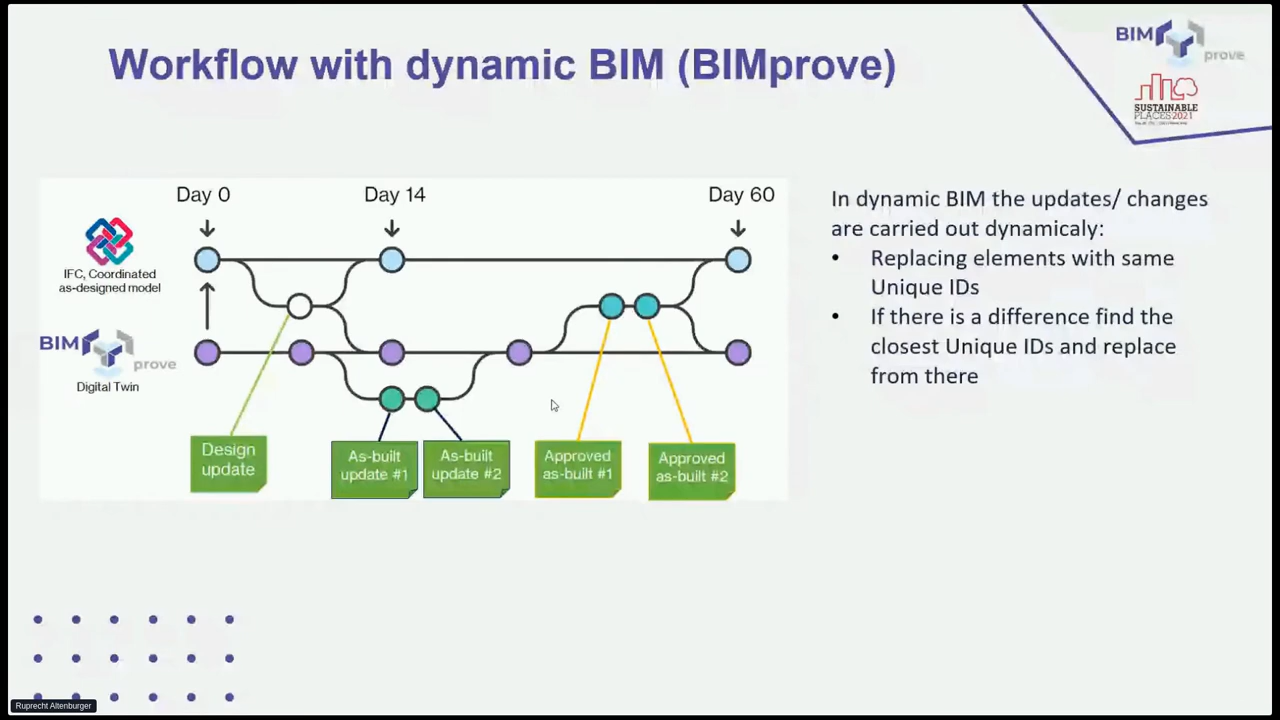 Workflow with dynamic BIM (BIMprove)
BIM
prove
SUSTAINABLE
PLACES2021
Day 0
Day 14
Day 60
IFC, Coordinated
as-designed model
BIM
prove
Digital Twin
Design
update
As-built
update #1
As-built
update #2
Approved
as-built #1
Approved
as-built #2
In dynamic BIM the updates/ changes
are carried out dynamicaly:
• Replacing elements with same
Unique IDs
• If there is a difference find the
closest Unique IDs and replace
from there
Ruprecht Altenburger